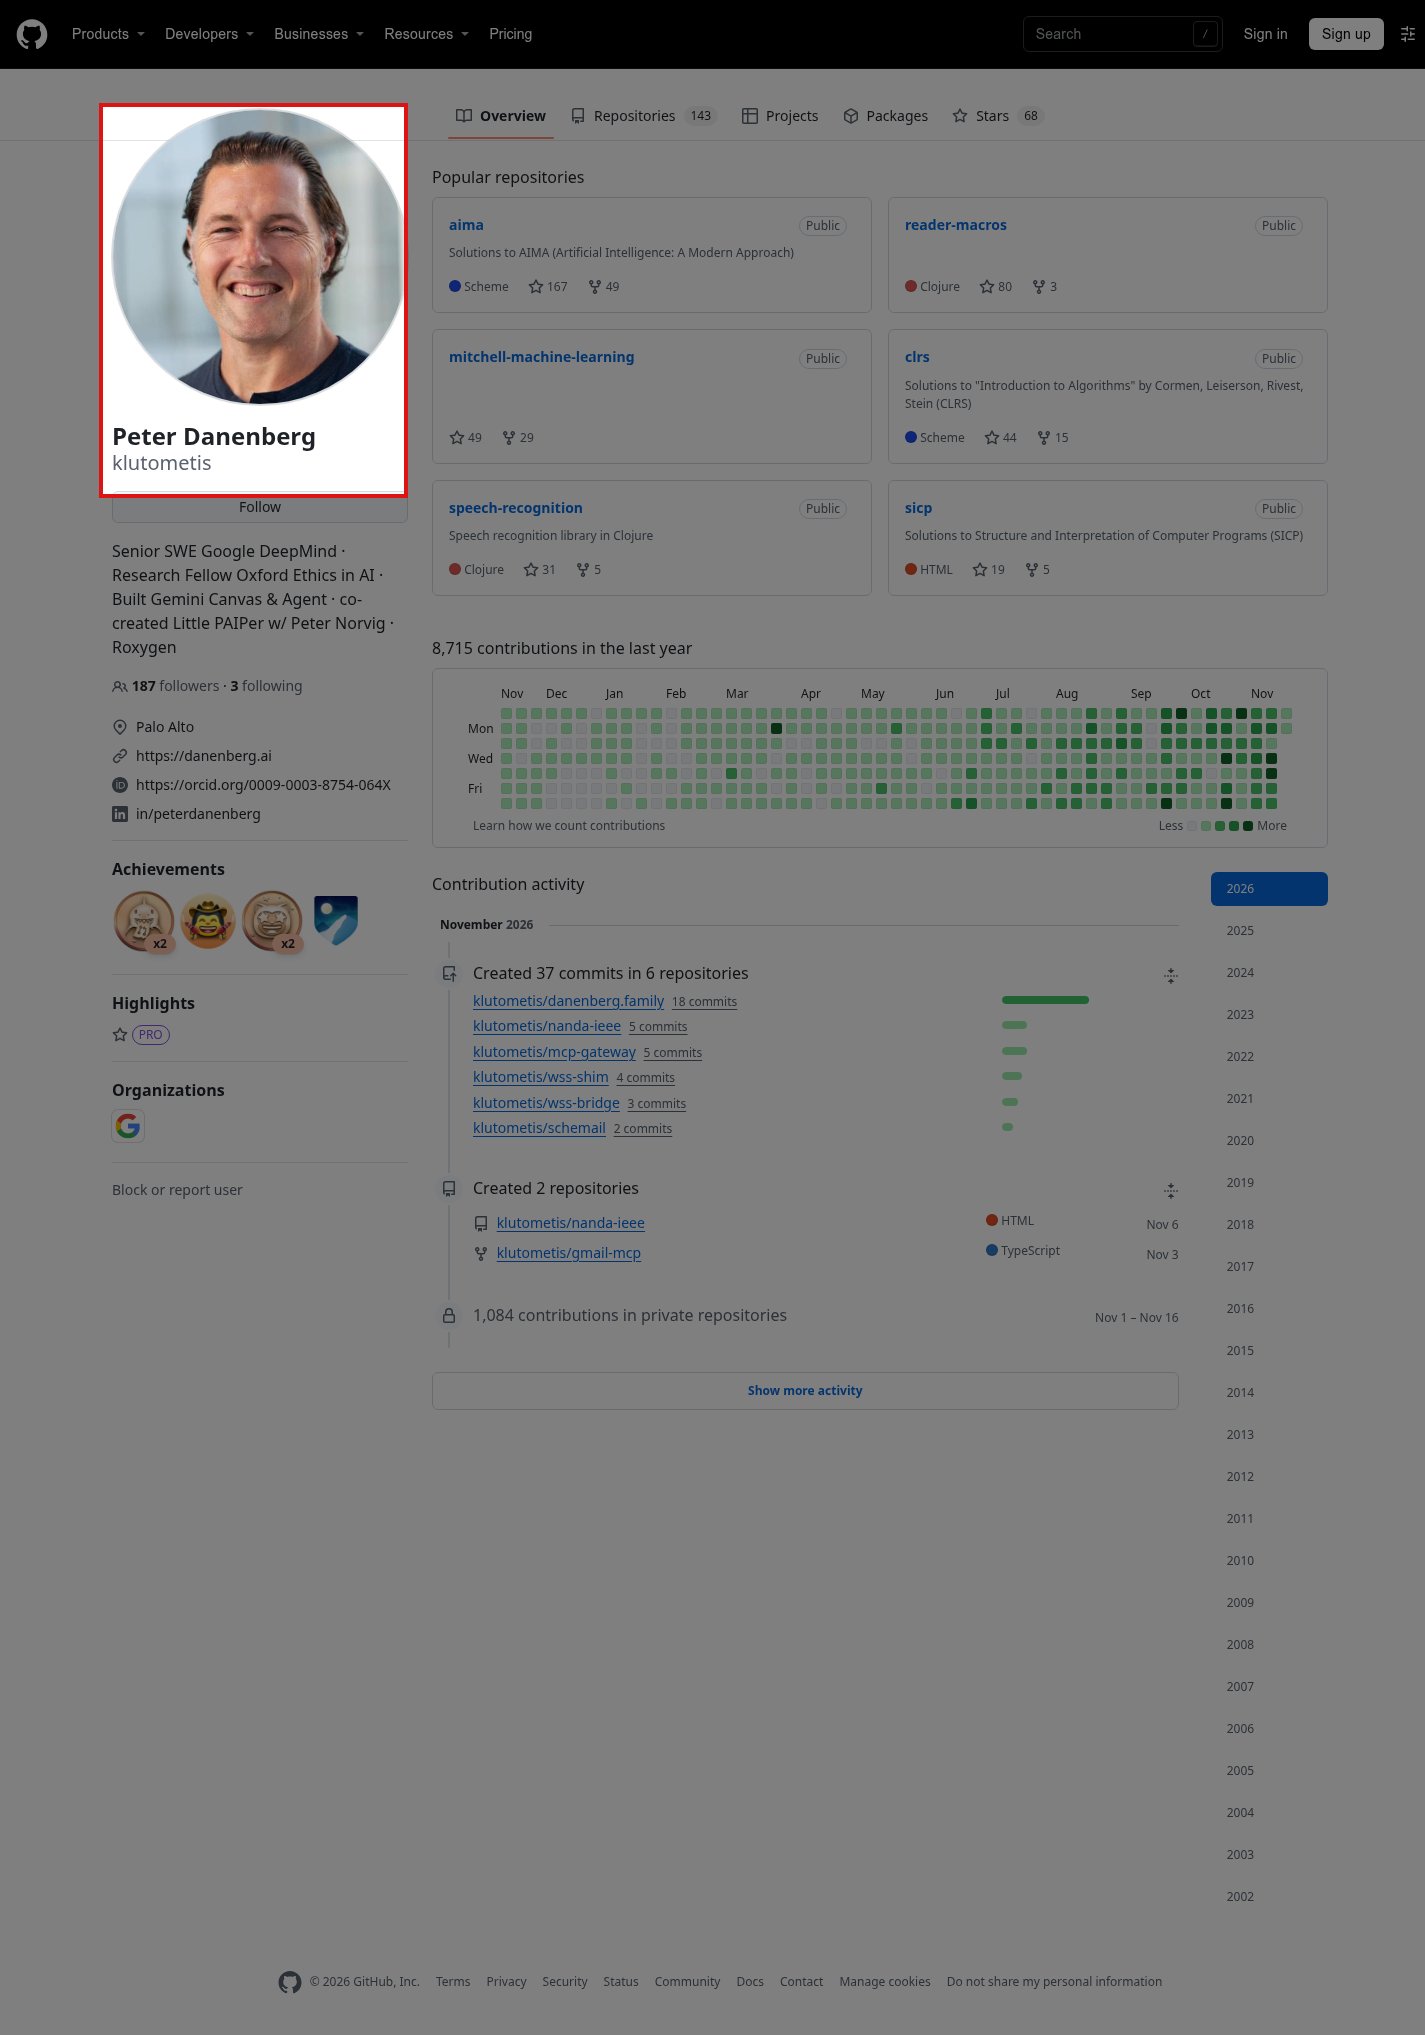 Products
Developers
Businesses
Resources
Pricing
Search
/
Sign in
Sign up
Overview
Repositories 143
Projects
Packages
Stars 68
Peter Danenberg
klutometis
Follow
Senior SWE Google DeepMind ·
Research Fellow Oxford Ethics in AI ·
Built Gemini Canvas & Agent · co-
created Little PAIPer w/ Peter Norvig ·
Roxygen
187 followers · 3 following
Palo Alto
https://danenberg.ai
https://orcid.org/0009-0003-8754-064X
in/peterdanenberg
Achievements
x2
x2
Highlights
PRO
Organizations
Block or report user
Popular repositories
aima
Public
Solutions to AIMA (Artificial Intelligence: A Modern Approach)
Scheme 167 49
reader-macros
Public
Clojure 80 3
mitchell-machine-learning
Public
49 29
clrs
Public
Solutions to "Introduction to Algorithms" by Cormen, Leiserson, Rivest,
Stein (CLRS)
Scheme 44 15
speech-recognition
Public
Speech recognition library in Clojure
Clojure 31 5
sicp
Public
Solutions to Structure and Interpretation of Computer Programs (SICP)
HTML 19 5
8,715 contributions in the last year
Nov Dec Jan Feb Mar Apr May Jun Jul Aug Sep Oct Nov
Mon
Wed
Fri
Learn how we count contributions
Less More
Contribution activity
November 2026
Created 37 commits in 6 repositories
klutometis/danenberg.family 18 commits
klutometis/nanda-ieee 5 commits
klutometis/mcp-gateway 5 commits
klutometis/wss-shim 4 commits
klutometis/wss-bridge 3 commits
klutometis/schemail 2 commits
Created 2 repositories
klutometis/nanda-ieee HTML Nov 6
klutometis/gmail-mcp TypeScript Nov 3
1,084 contributions in private repositories Nov 1 – Nov 16
Show more activity
2026
2025
2024
2023
2022
2021
2020
2019
2018
2017
2016
2015
2014
2013
2012
2011
2010
2009
2008
2007
2006
2005
2004
2003
2002
© 2026 GitHub, Inc. Terms Privacy Security Status Community Docs Contact Manage cookies Do not share my personal information